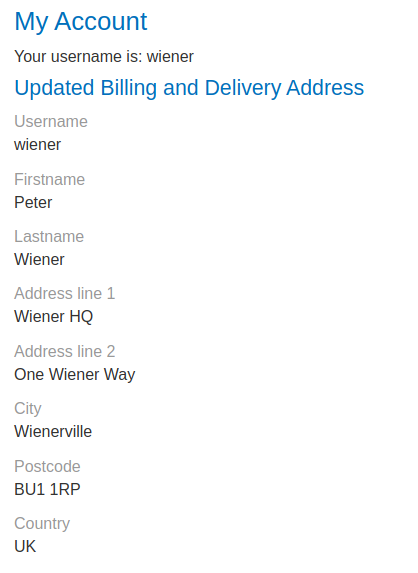 My Account
Your username is: wiener
Updated Billing and Delivery Address
Username
wiener
Firstname
Peter
Lastname
Wiener
Address line 1
Wiener HQ
Address line 2
One Wiener Way
City
Wienerville
Postcode
BU1 1RP
Country
UK